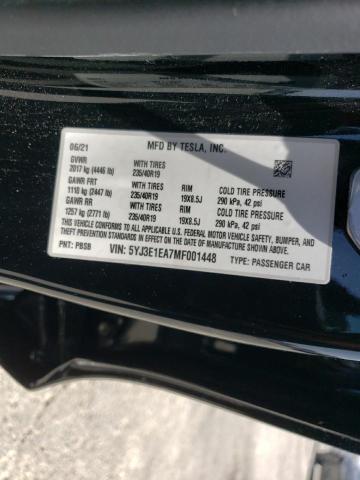 06/21 MFD BY TESLA, INC.
GVWR WITH TIRES
2017 kg (4446 lb) 235/40R19
GAWR FRT WITH TIRES RIM COLD TIRE PRESSURE
1110 kg (2447 lb) 235/40R19 19X8.5J 290 kPa, 42 psi
GAWR RR WITH TIRES RIM COLD TIRE PRESSURE
1257 kg (2771 lb) 235/40R19 19X8.5J 290 kPa, 42 psi
THIS VEHICLE CONFORMS TO ALL APPLICABLE
U.S. FEDERAL MOTOR VEHICLE SAFETY, BUMPER, AND
THEFT PREVENTION STANDARDS IN EFFECT ON THE DATE
OF MANUFACTURE SHOWN ABOVE.
PNT: PBSB VIN: 5YJ3E1EA7MF001448 TYPE: PASSENGER CAR